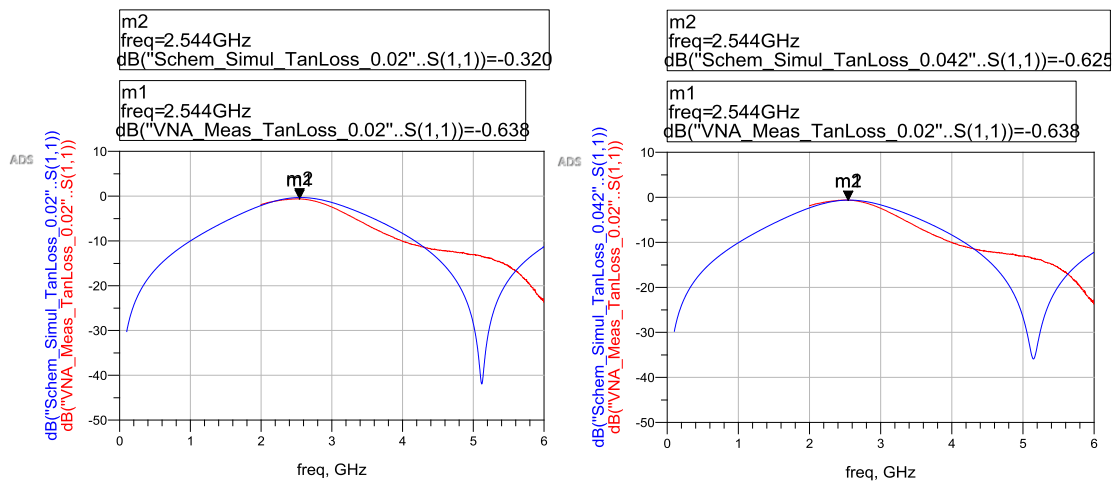 m2
freq=2.544GHz
dB("Schem_Simul_TanLoss_0.02"..S(1,1))=-0.320
m1
freq=2.544GHz
dB("VNA_Meas_TanLoss_0.02"..S(1,1))=-0.638
ADS
dB("Schem_Simul_TanLoss_0.02"..S(1,1))
dB("VNA_Meas_TanLoss_0.02"..S(1,1))
10
0
-10
-20
-30
-40
-50
m2
m1
0
1
2
3
4
5
6
freq, GHz
m2
freq=2.544GHz
dB("Schem_Simul_TanLoss_0.042"..S(1,1))=-0.625
m1
freq=2.544GHz
dB("VNA_Meas_TanLoss_0.02"..S(1,1))=-0.638
ADS
dB("Schem_Simul_TanLoss_0.042"..S(1,1))
dB("VNA_Meas_TanLoss_0.02"..S(1,1))
10
0
-10
-20
-30
-40
-50
m2
m1
0
1
2
3
4
5
6
freq, GHz